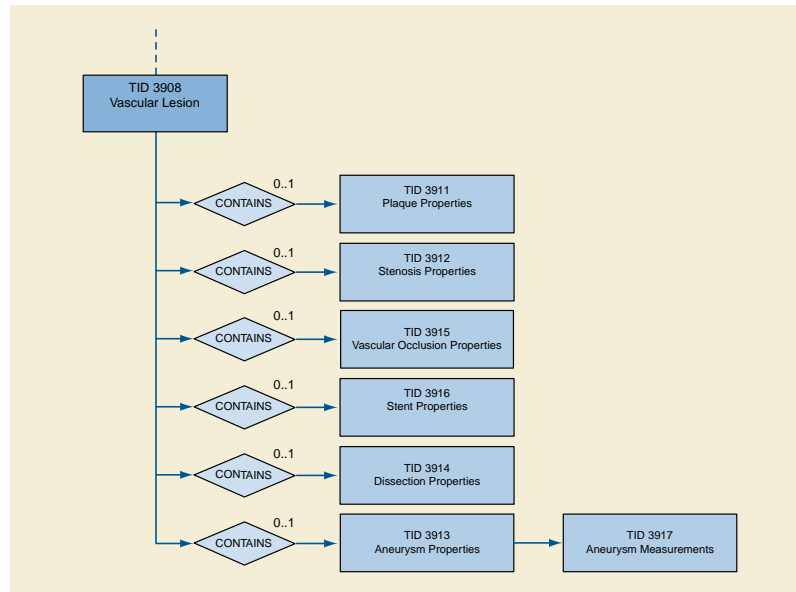 TID 3908
Vascular Lesion
0..1
CONTAINS
TID 3911
Plaque Properties
0..1
CONTAINS
TID 3912
Stenosis Properties
0..1
CONTAINS
TID 3915
Vascular Occlusion Properties
0..1
CONTAINS
TID 3916
Stent Properties
0..1
CONTAINS
TID 3914
Dissection Properties
0..1
CONTAINS
TID 3913
Aneurysm Properties
TID 3917
Aneurysm Measurements